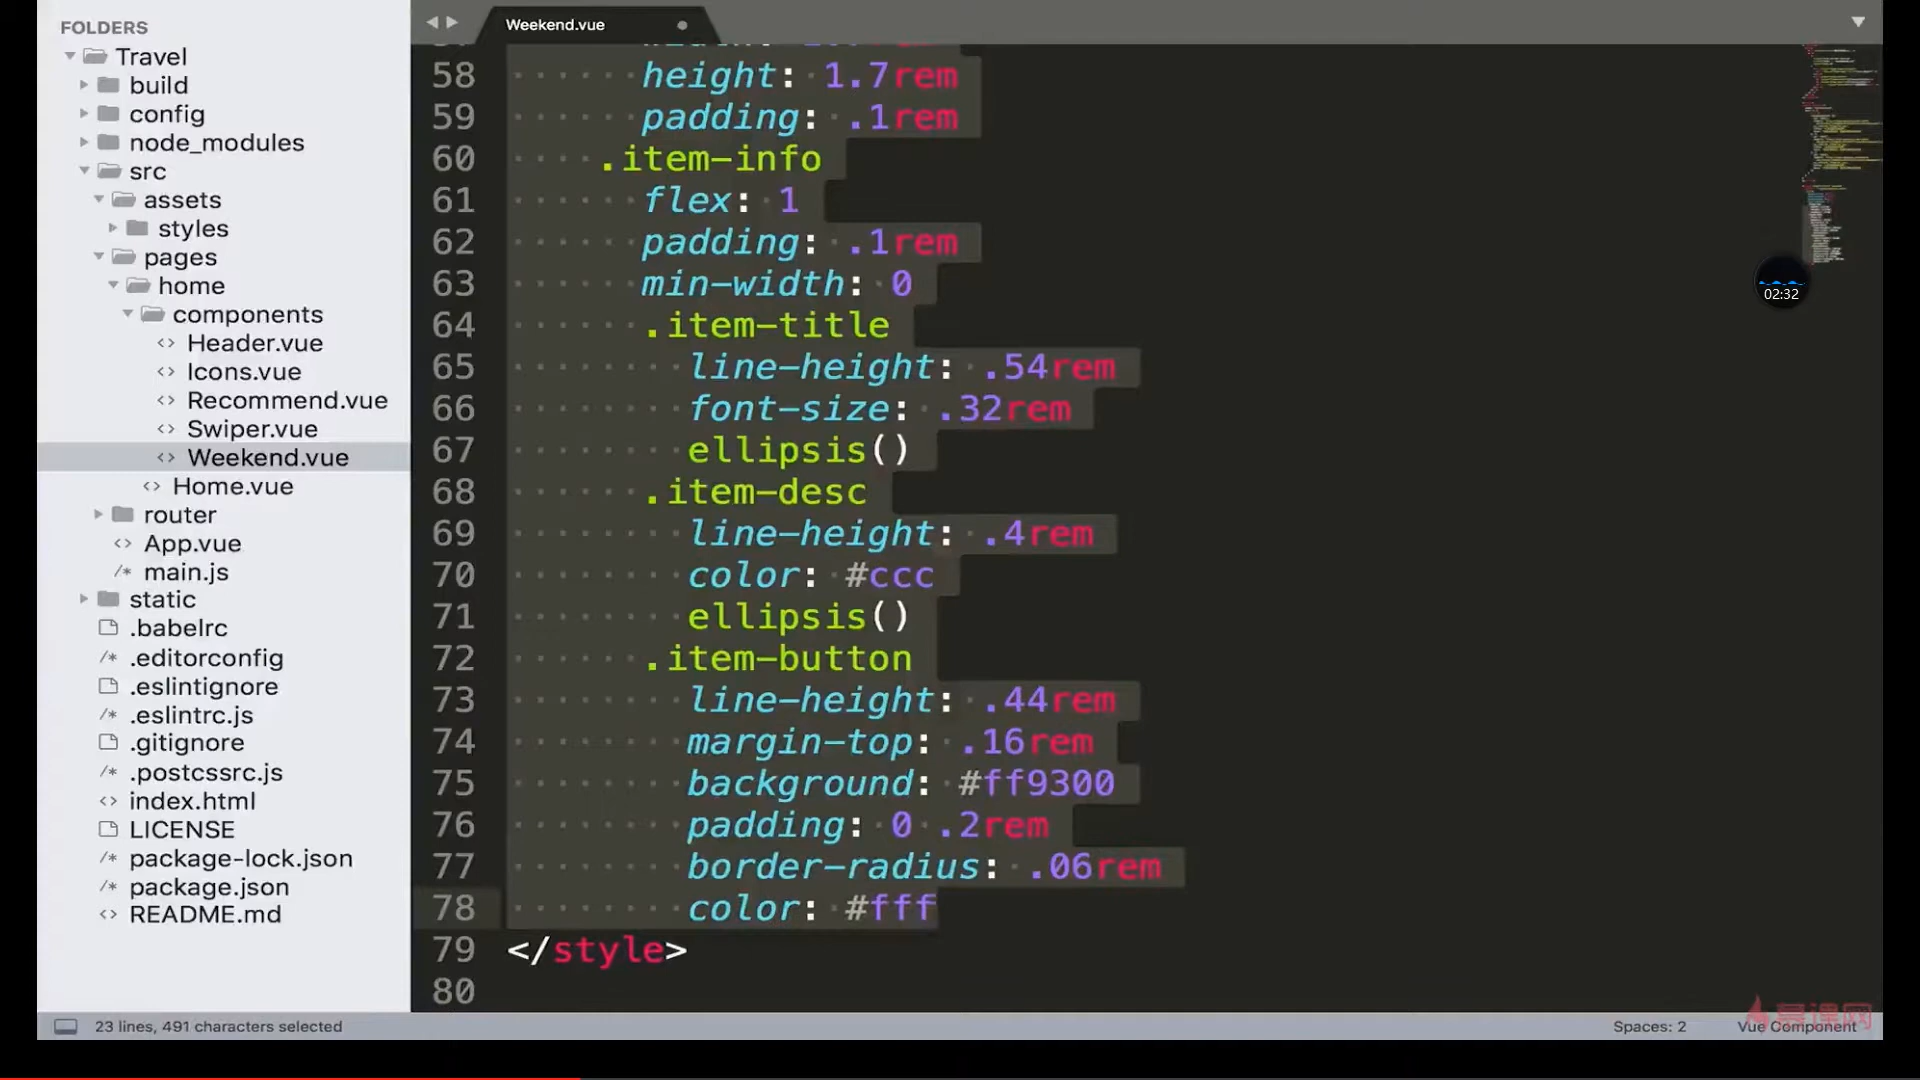 FOLDERS
Travel
build
config
node_modules
src
assets
styles
pages
home
components
Header.vue
Icons.vue
Recommend.vue
Swiper.vue
Weekend.vue
Home.vue
router
App.vue
main.js
static
.babelrc
.editorconfig
.eslintignore
.eslintrc.js
.gitignore
.postcssrc.js
index.html
LICENSE
package-lock.json
package.json
README.md
Weekend.vue
58 height: 1.7rem
59 padding: .1rem
60 .item-info
61 flex: 1
62 padding: .1rem
63 min-width: 0
64 .item-title
65 line-height: .54rem
66 font-size: .32rem
67 ellipsis()
68 .item-desc
69 line-height: .4rem
70 color: #ccc
71 ellipsis()
72 .item-button
73 line-height: .44rem
74 margin-top: .16rem
75 background: #ff9300
76 padding: 0 .2rem
77 border-radius: .06rem
78 color: #fff
79 </style>
80
02:32
慕课网
23 lines, 491 characters selected
Spaces: 2
Vue Component